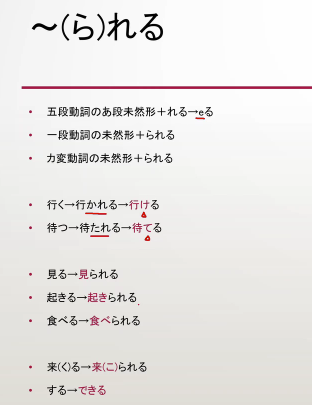 ～(ら)れる
• 五段動詞のあ段未然形＋れる→eる
• 一段動詞の未然形＋られる
• カ変動詞の未然形＋られる
• 行く→行かれる→行ける
• 待つ→待たれる→待てる
• 見る→見られる
• 起きる→起きられる
• 食べる→食べられる
• 来(く)る→来(こ)られる
• する→できる